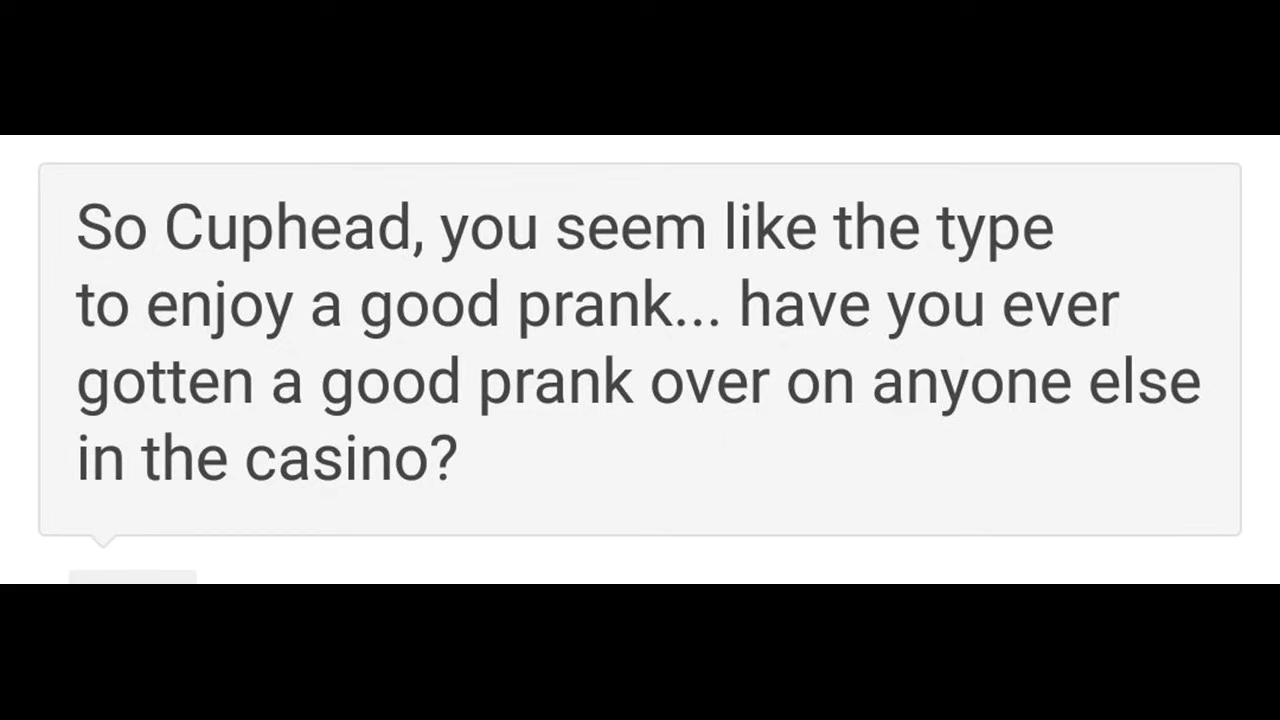 So Cuphead, you seem like the type
to enjoy a good prank... have you ever
gotten a good prank over on anyone else
in the casino?